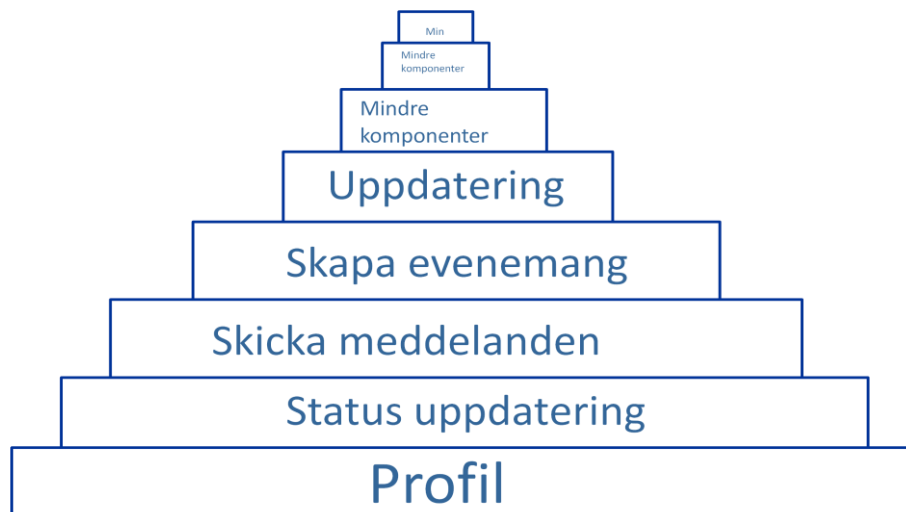 Min
Mindre
komponenter
Mindre
komponenter
Uppdatering
Skapa evenemang
Skicka meddelanden
Status uppdatering
Profil